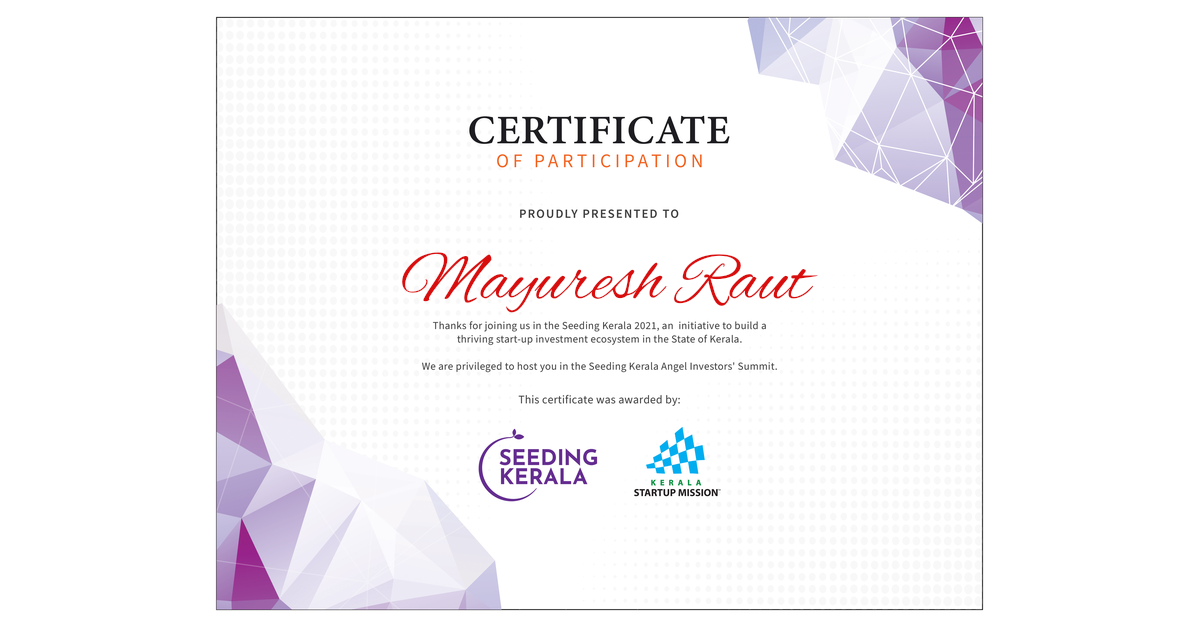 CERTIFICATE
OF PARTICIPATION
PROUDLY PRESENTED TO
Mayuresh Raut
Thanks for joining us in the Seeding Kerala 2021, an initiative to build a
thriving start-up investment ecosystem in the State of Kerala.
We are privileged to host you in the Seeding Kerala Angel Investors' Summit.
This certificate was awarded by:
SEEDING
KERALA
KERALA
STARTUP MISSION